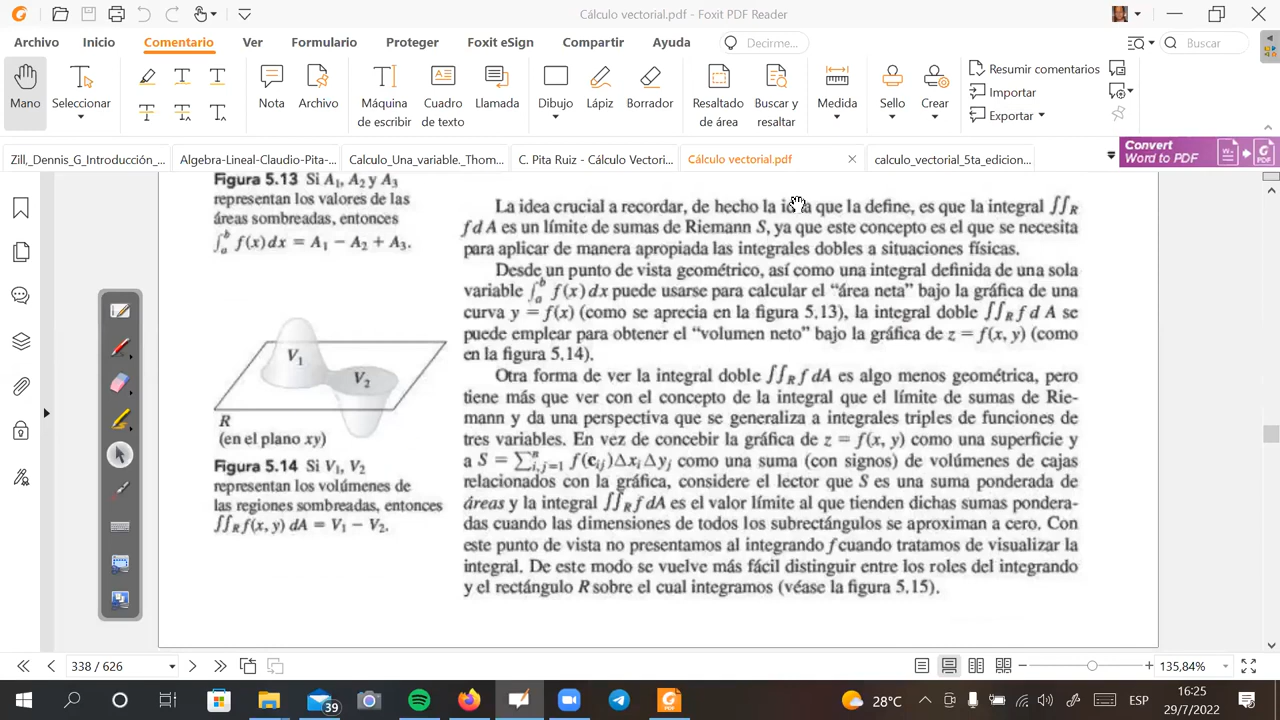 Cálculo vectorial.pdf - Foxit PDF Reader
Archivo Inicio Comentario Ver Formulario Proteger Foxit eSign Compartir Ayuda Decirme... Buscar
Mano Seleccionar Nota Archivo Máquina de escribir Cuadro de texto Llamada Dibujo Lápiz Borrador Resaltado de área Buscar y resaltar Medida Sello Crear
Resumir comentarios
Importar
Exportar
Zill,_Dennis_G_Introducción_... Algebra-Lineal-Claudio-Pita-... Calculo_Una_variable._Thom... C. Pita Ruiz - Cálculo Vectori... Cálculo vectorial.pdf calculo_vectorial_5ta_edicion...
Convert
Word to PDF
Figura 5.13 Si A₁, A₂ y A₃
representan los valores de las
áreas sombreadas, entonces
∫ₐᵇ f(x) dx = A₁ − A₂ + A₃.
V₁
V₂
R
(en el plano xy)
Figura 5.14 Si V₁, V₂
representan los volúmenes de
las regiones sombreadas, entonces
∬_R f(x, y) dA = V₁ − V₂.
La idea crucial a recordar, de hecho la que la define, es que la integral ∬_R
f dA es un límite de sumas de Riemann S, ya que este concepto es el que se necesita
para aplicar de manera apropiada las integrales dobles a situaciones físicas.
Desde un punto de vista geométrico, así como una integral definida de una sola
variable ∫ₐᵇ f(x) dx puede usarse para calcular el “área neta” bajo la gráfica de una
curva y = f(x) (como se aprecia en la figura 5.13), la integral doble ∬_R f d A se
puede emplear para obtener el “volumen neto” bajo la gráfica de z = f(x, y) (como
en la figura 5.14).
Otra forma de ver la integral doble ∬_R f dA es algo menos geométrica, pero
tiene más que ver con el concepto de la integral que el límite de sumas de Rie-
mann y da una perspectiva que se generaliza a integrales triples de funciones de
tres variables. En vez de concebir la gráfica de z = f(x, y) como una superficie y
a S = ∑ⁿᵢ,ⱼ₌₁ f(cᵢⱼ)Δxᵢ Δyⱼ como una suma (con signos) de volúmenes de cajas
relacionados con la gráfica, considere el lector que S es una suma ponderada de
áreas y la integral ∬_R f dA es el valor límite al que tienden dichas sumas pondera-
das cuando las dimensiones de todos los subrectángulos se aproximan a cero. Con
este punto de vista no presentamos al integrando f cuando tratamos de visualizar la
integral. De este modo se vuelve más fácil distinguir entre los roles del integrando
y el rectángulo R sobre el cual integramos (véase la figura 5.15).
338 / 626
135,84%
39
28°C
ESP
16:25
29/7/2022